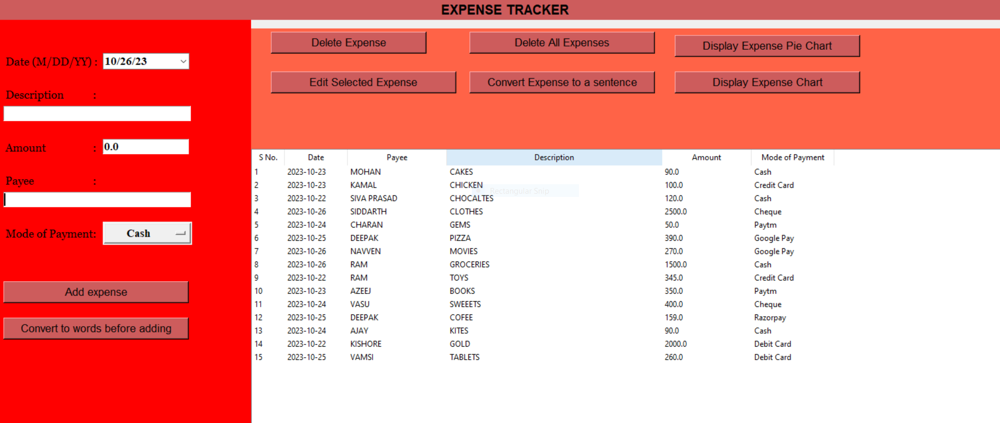 EXPENSE TRACKER
Date (M/DD/YY) : 10/26/23
Description :
Amount : 0.0
Payee :
Mode of Payment: Cash
Add expense
Convert to words before adding
Delete Expense Delete All Expenses Display Expense Pie Chart
Edit Selected Expense Convert Expense to a sentence Display Expense Chart
S No. Date Payee Description Amount Mode of Payment
1 2023-10-23 MOHAN CAKES 90.0 Cash
2 2023-10-23 KAMAL CHICKEN 100.0 Credit Card
Rectangular Snip
3 2023-10-22 SIVA PRASAD CHOCALTES 120.0 Cash
4 2023-10-26 SIDDARTH CLOTHES 2500.0 Cheque
5 2023-10-24 CHARAN GEMS 50.0 Paytm
6 2023-10-25 DEEPAK PIZZA 390.0 Google Pay
7 2023-10-26 NAVVEN MOVIES 270.0 Google Pay
8 2023-10-26 RAM GROCERIES 1500.0 Cash
9 2023-10-22 RAM TOYS 345.0 Credit Card
10 2023-10-23 AZEEJ BOOKS 350.0 Paytm
11 2023-10-24 VASU SWEEETS 400.0 Cheque
12 2023-10-25 DEEPAK COFEE 159.0 Razorpay
13 2023-10-24 AJAY KITES 90.0 Cash
14 2023-10-22 KISHORE GOLD 2000.0 Debit Card
15 2023-10-25 VAMSI TABLETS 260.0 Debit Card